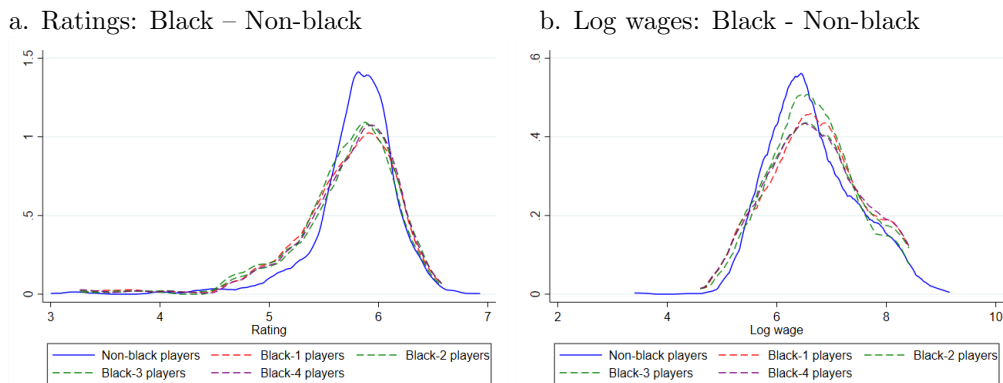 a. Ratings: Black – Non-black
1.5
1
.5
0
3 4 5 6 7
Rating
Non-black players Black-1 players Black-2 players
Black-3 players Black-4 players
b. Log wages: Black - Non-black
.6
.4
.2
0
2 4 6 8 10
Log wage
Non-black players Black-1 players Black-2 players
Black-3 players Black-4 players